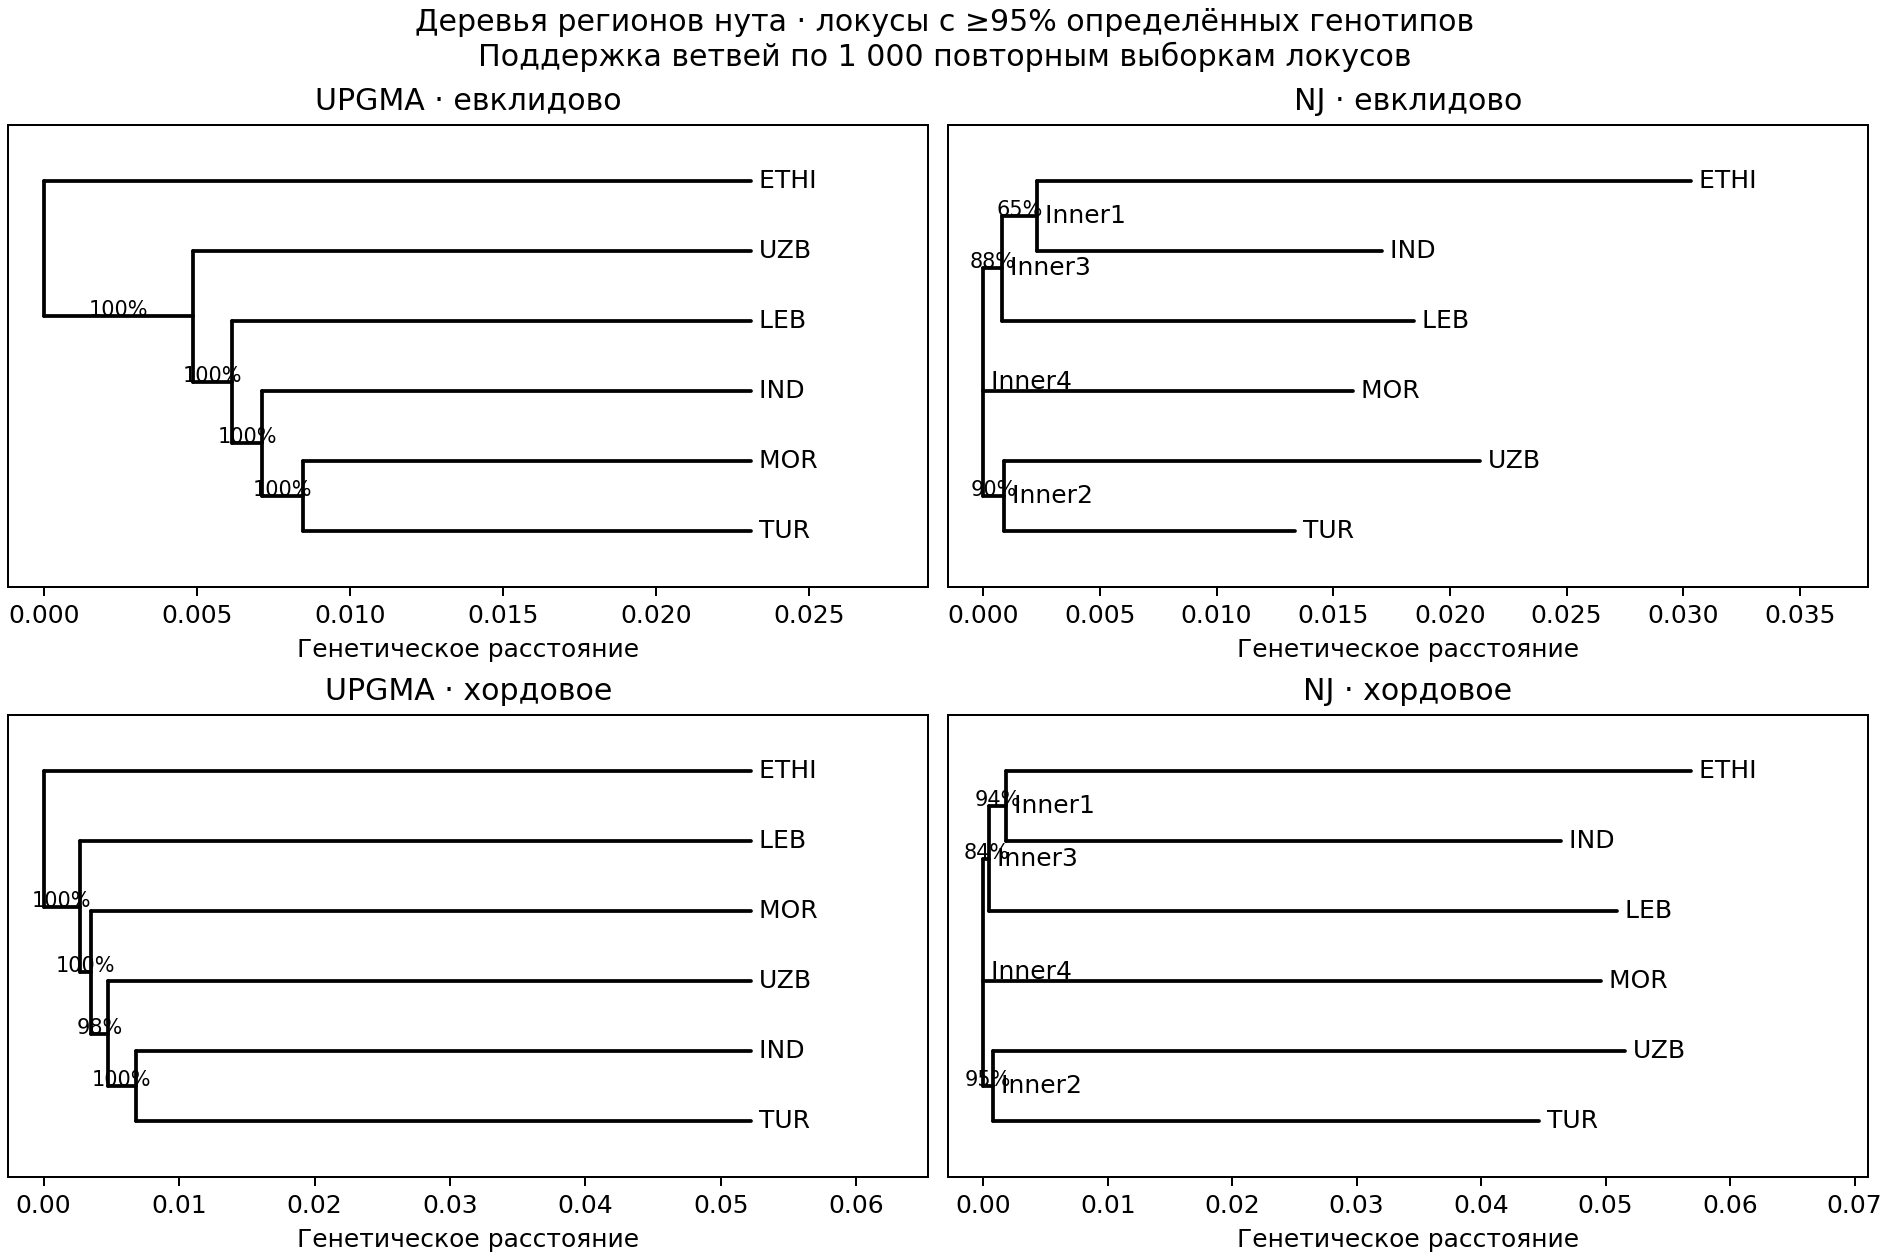 Деревья регионов нута · локусы с ≥95% определённых генотипов
Поддержка ветвей по 1 000 повторным выборкам локусов
UPGMA · евклидово
ETHI
UZB
100%
LEB
100%
IND
100%
MOR
100%
TUR
0.000 0.005 0.010 0.015 0.020 0.025
Генетическое расстояние
NJ · евклидово
ETHI
65% Inner1
IND
88% Inner3
LEB
Inner4
MOR
UZB
90% Inner2
TUR
0.000 0.005 0.010 0.015 0.020 0.025 0.030 0.035
Генетическое расстояние
UPGMA · хордовое
ETHI
LEB
100%
MOR
100%
UZB
98%
IND
100%
TUR
0.00 0.01 0.02 0.03 0.04 0.05 0.06
Генетическое расстояние
NJ · хордовое
ETHI
94% Inner1
IND
84% Inner3
LEB
Inner4
MOR
UZB
95% Inner2
TUR
0.00 0.01 0.02 0.03 0.04 0.05 0.06 0.07
Генетическое расстояние